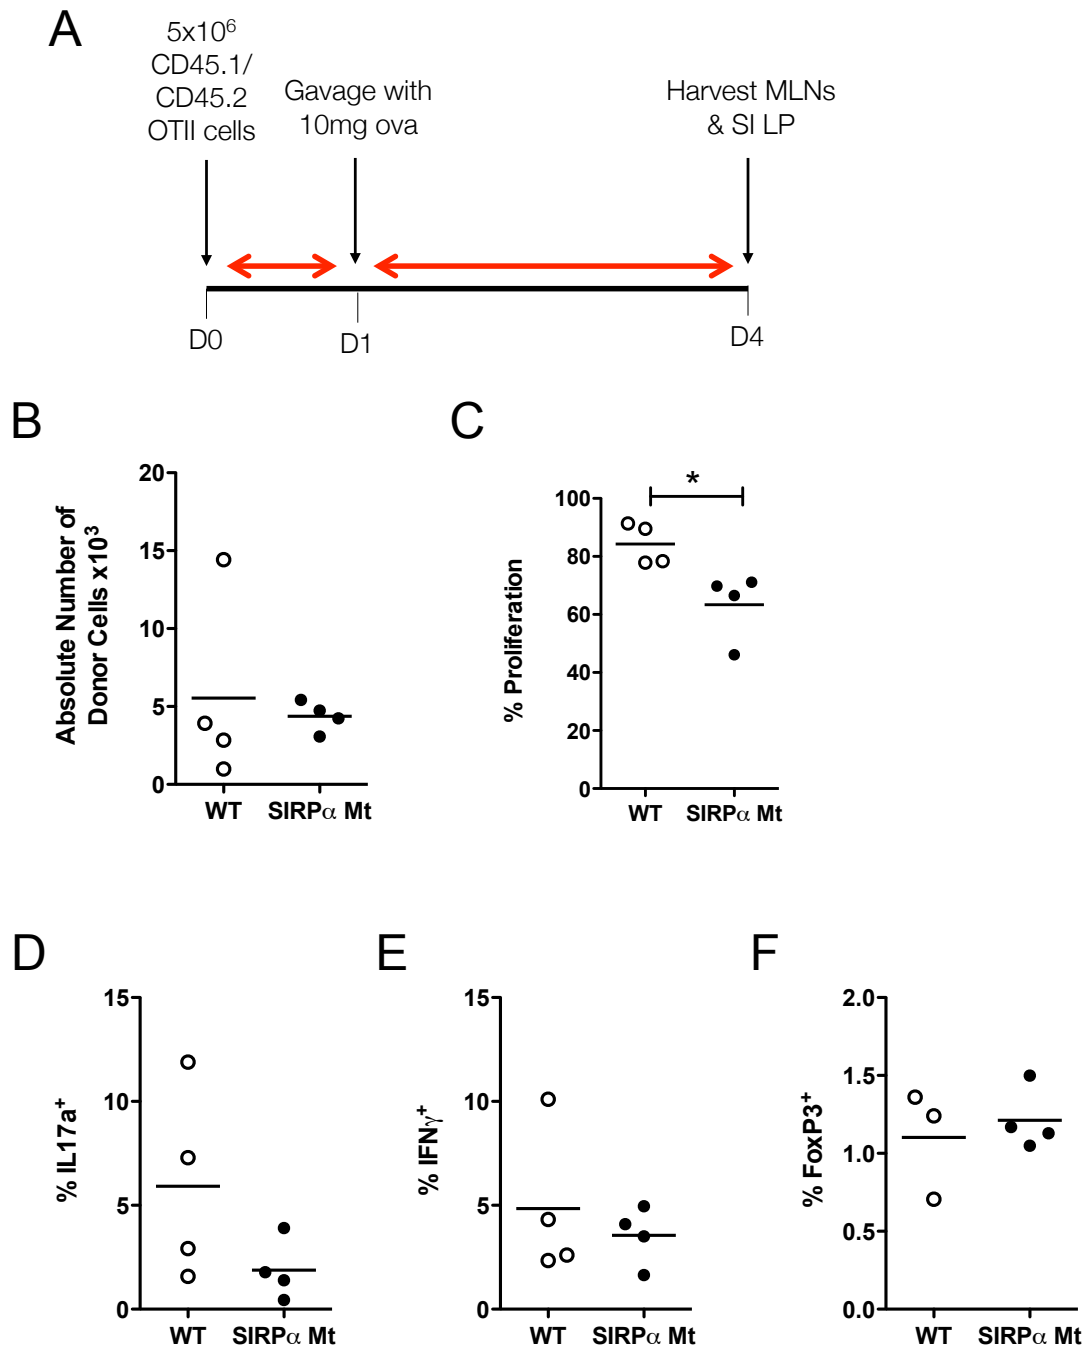 A
5x10⁶
CD45.1/
CD45.2
OTII cells
Gavage with
10mg ova
Harvest MLNs
& SI LP
D0
D1
D4
B
Absolute Number of
Donor Cells x10³
20
15
10
5
0
WT
SIRPα Mt
C
% Proliferation
*
100
80
60
40
20
0
WT
SIRPα Mt
D
% IL17a⁺
15
10
5
0
WT
SIRPα Mt
E
% IFNγ⁺
15
10
5
0
WT
SIRPα Mt
F
% FoxP3⁺
2.0
1.5
1.0
0.5
0.0
WT
SIRPα Mt